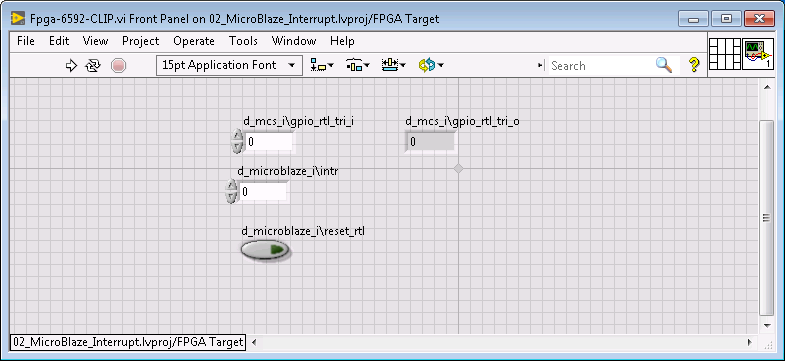 Fpga-6592-CLIP.vi Front Panel on 02_MicroBlaze_Interrupt.lvproj/FPGA Target
File Edit View Project Operate Tools Window Help
15pt Application Font Search ? 1
d_mcs_i\gpio_rtl_tri_i d_mcs_i\gpio_rtl_tri_o
0 0
d_microblaze_i\intr
0
d_microblaze_i\reset_rtl
02_MicroBlaze_Interrupt.lvproj/FPGA Target